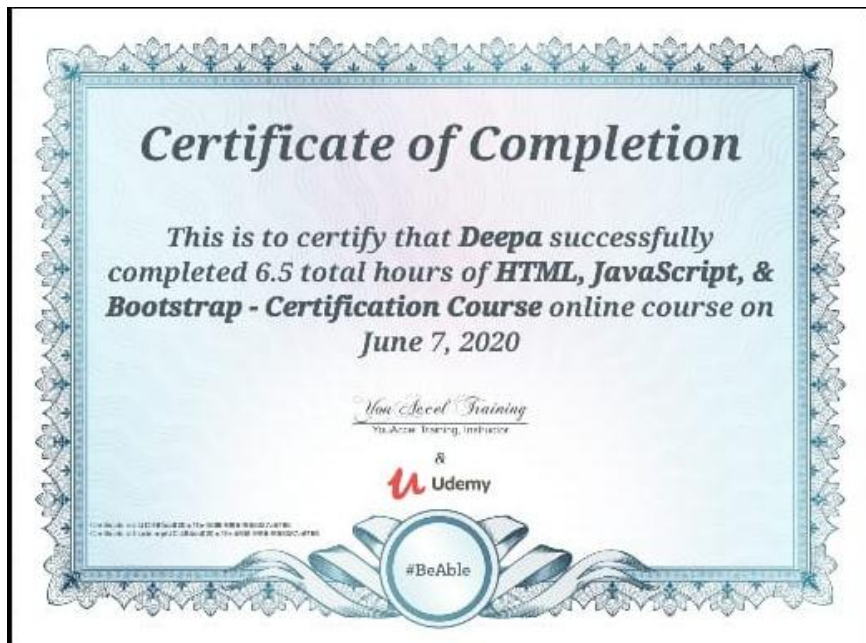 Certificate of Completion
This is to certify that Deepa successfully
completed 6.5 total hours of HTML, JavaScript, &
Bootstrap - Certification Course online course on
June 7, 2020
YouAccel Training
YouAccel Training, Instructor
&
Udemy
#BeAble